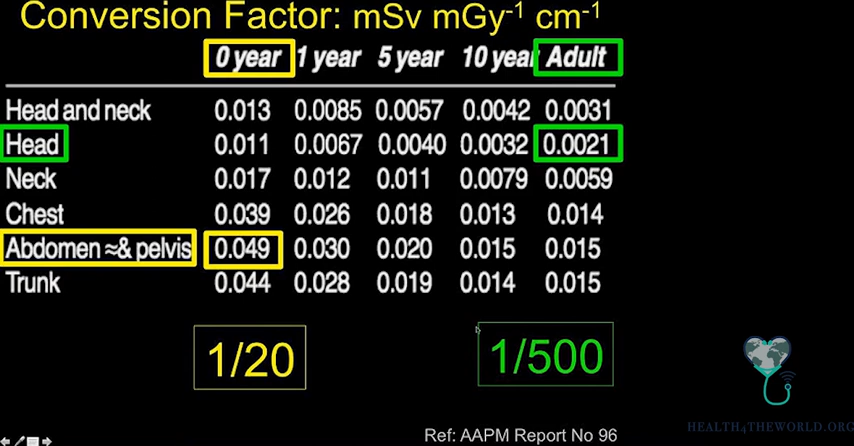 Conversion Factor: mSv mGy-1 cm-1
0 year 1 year 5 year 10 year Adult
Head and neck 0.013 0.0085 0.0057 0.0042 0.0031
Head 0.011 0.0067 0.0040 0.0032 0.0021
Neck 0.017 0.012 0.011 0.0079 0.0059
Chest 0.039 0.026 0.018 0.013 0.014
Abdomen ≈& pelvis 0.049 0.030 0.020 0.015 0.015
Trunk 0.044 0.028 0.019 0.014 0.015
1/20 1/500
HEALTH4THEWORLD.ORG
Ref: AAPM Report No 96